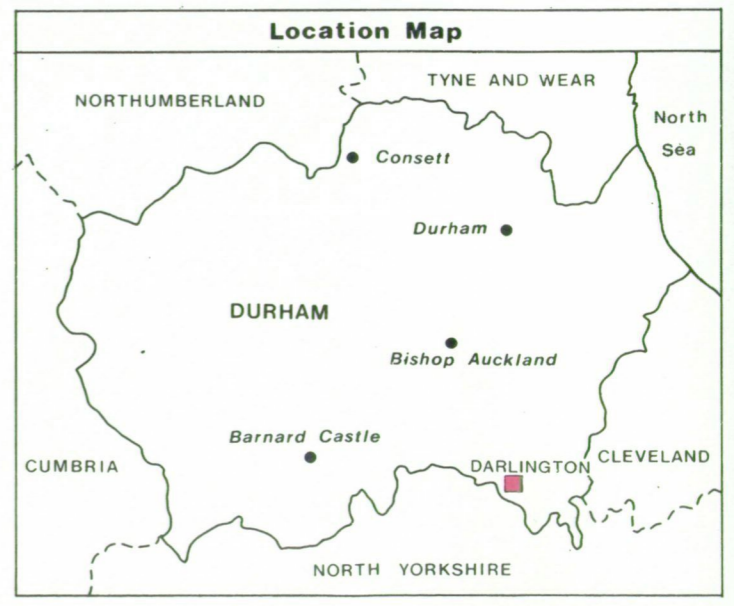 Location Map
TYNE AND WEAR
NORTHUMBERLAND
North
Sea
Consett
Durham
DURHAM
Bishop Auckland
Barnard Castle
CUMBRIA
DARLINGTON
CLEVELAND
NORTH YORKSHIRE